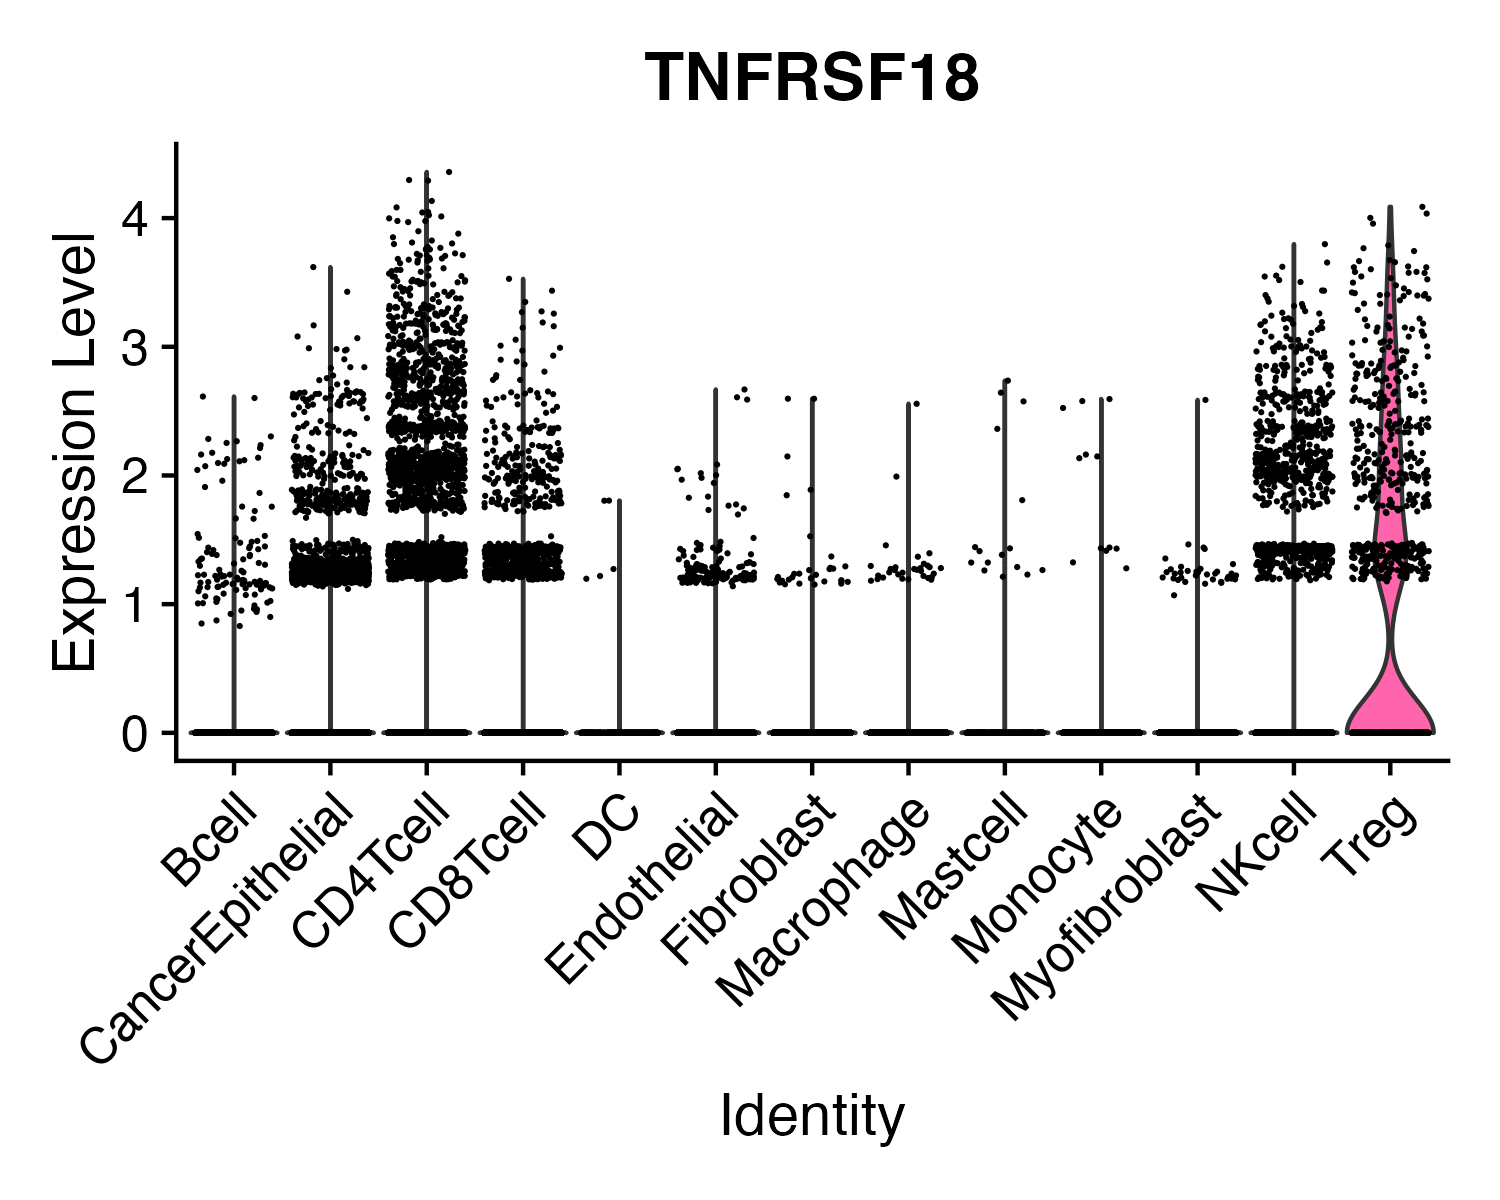 TNFRSF18
Expression Level
4
3
2
1
0
Bcell
CancerEpithelial
CD4Tcell
CD8Tcell
DC
Endothelial
Fibroblast
Macrophage
Mastcell
Monocyte
Myofibroblast
NKcell
Treg
Identity